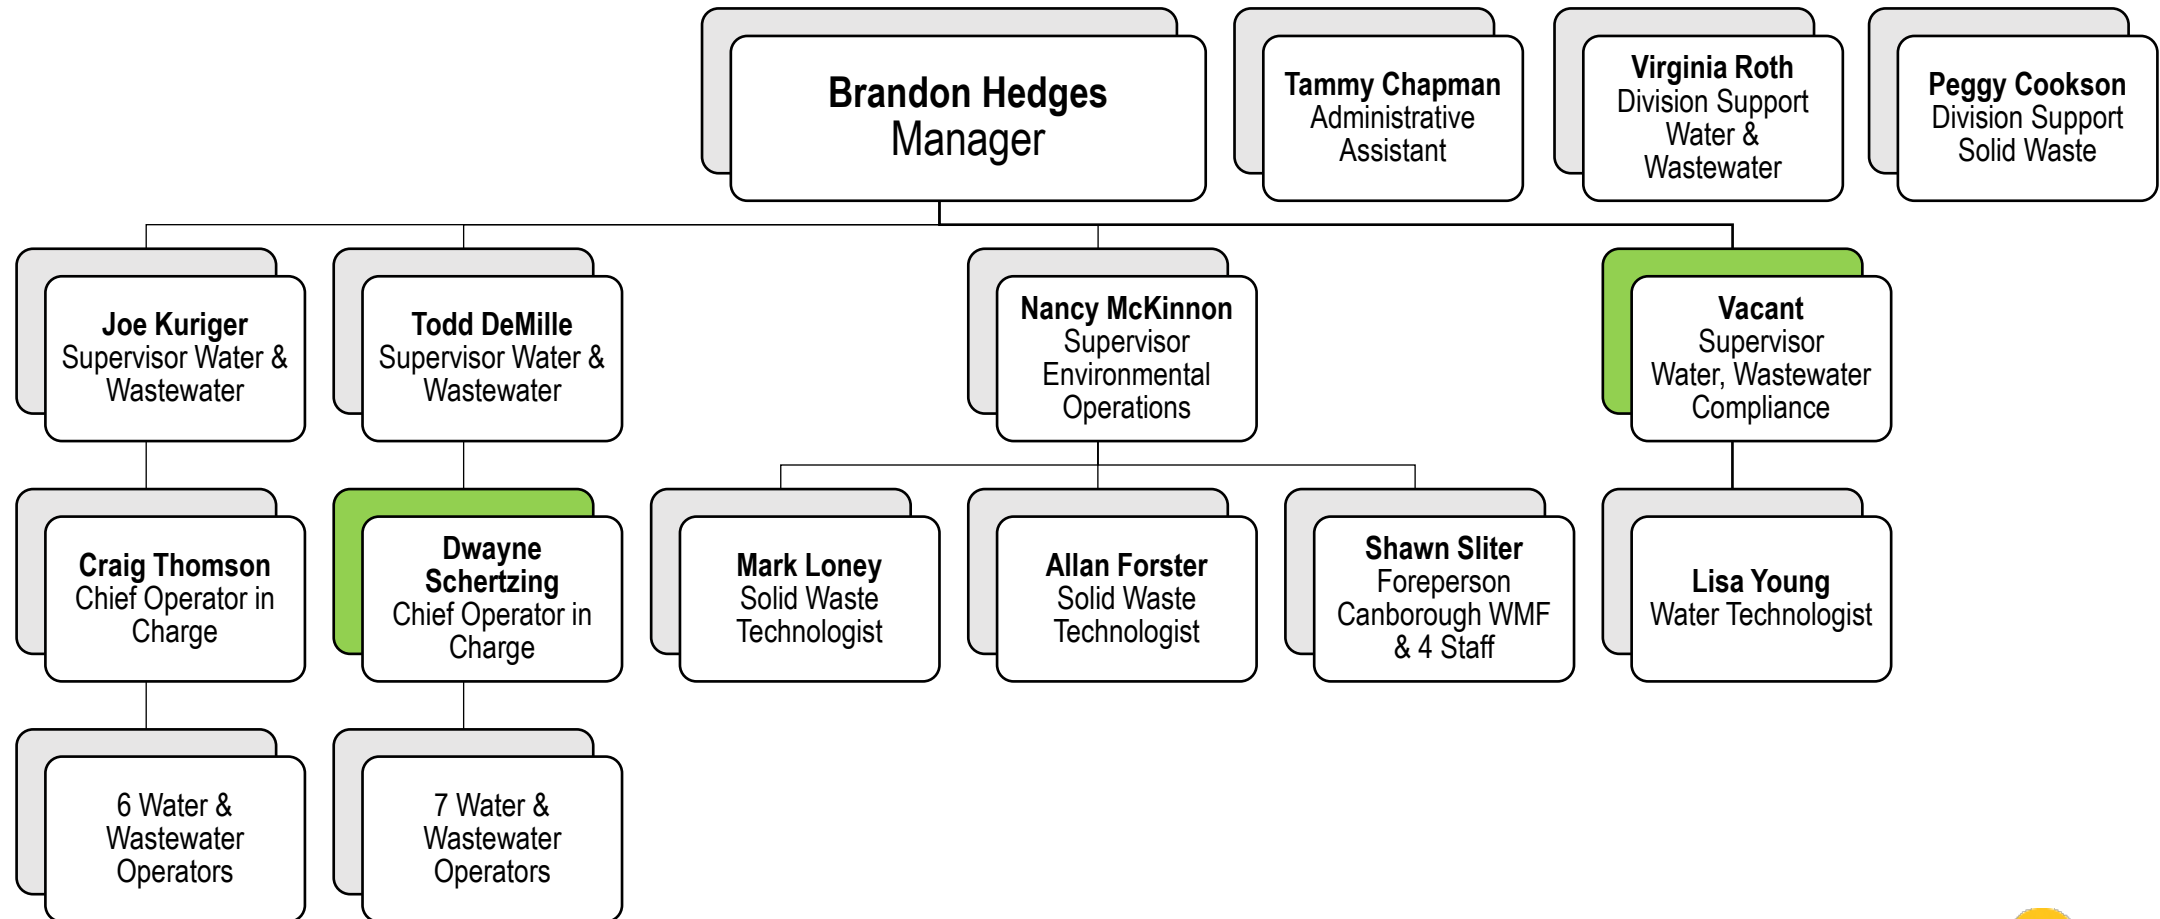 Brandon Hedges
Manager
Tammy Chapman
Administrative
Assistant
Virginia Roth
Division Support
Water &
Wastewater
Peggy Cookson
Division Support
Solid Waste
Joe Kuriger
Supervisor Water &
Wastewater
Todd DeMille
Supervisor Water &
Wastewater
Nancy McKinnon
Supervisor
Environmental
Operations
Vacant
Supervisor
Water, Wastewater
Compliance
Craig Thomson
Chief Operator in
Charge
Dwayne
Schertzing
Chief Operator in
Charge
Mark Loney
Solid Waste
Technologist
Allan Forster
Solid Waste
Technologist
Shawn Sliter
Foreperson
Canborough WMF
& 4 Staff
Lisa Young
Water Technologist
6 Water &
Wastewater
Operators
7 Water &
Wastewater
Operators